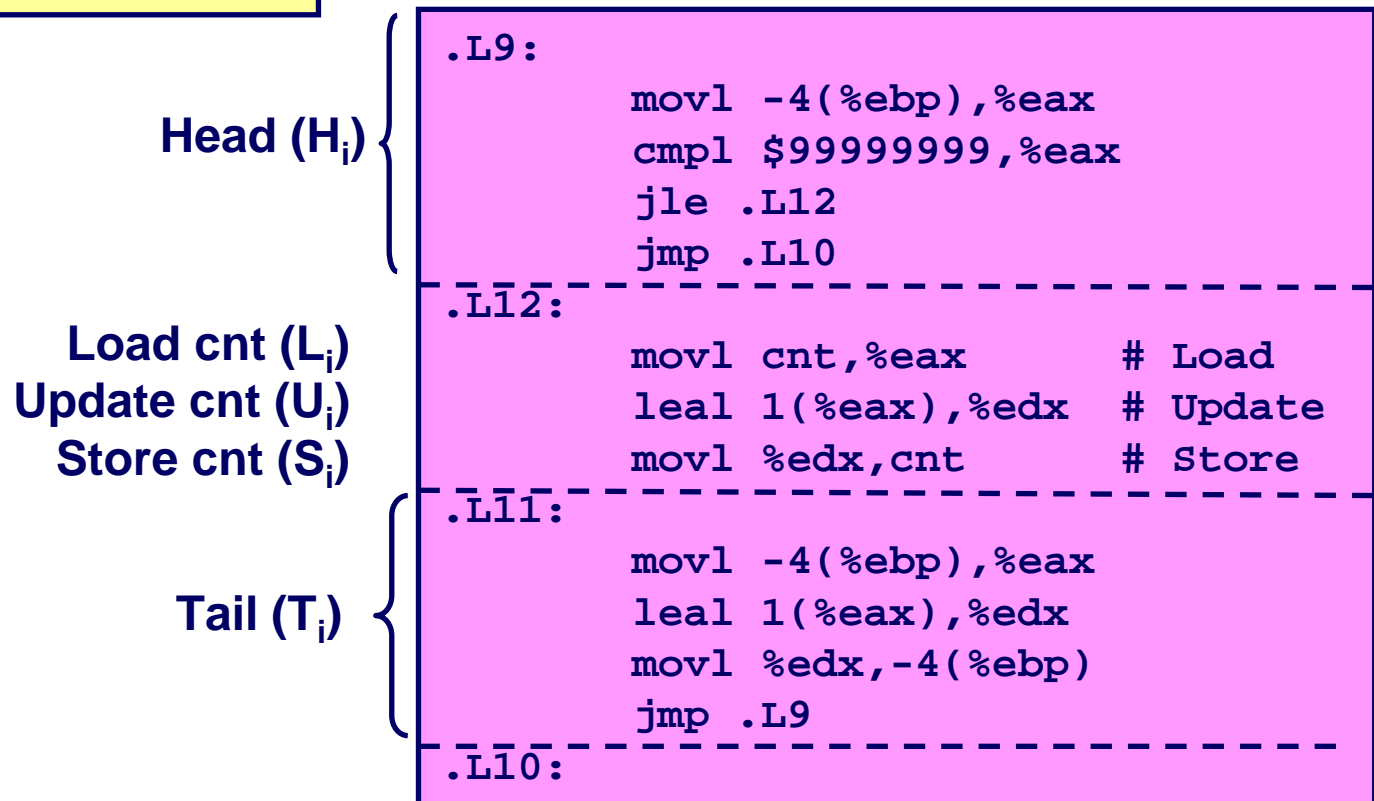 .L9:
movl -4(%ebp),%eax
Head (Hi)
cmpl $99999999,%eax
jle .L12
jmp .L10
.L12:
Load cnt (Li) movl cnt,%eax # Load
Update cnt (Ui) leal 1(%eax),%edx # Update
Store cnt (Si) movl %edx,cnt # Store
.L11:
movl -4(%ebp),%eax
Tail (Ti)
leal 1(%eax),%edx
movl %edx,-4(%ebp)
jmp .L9
.L10: